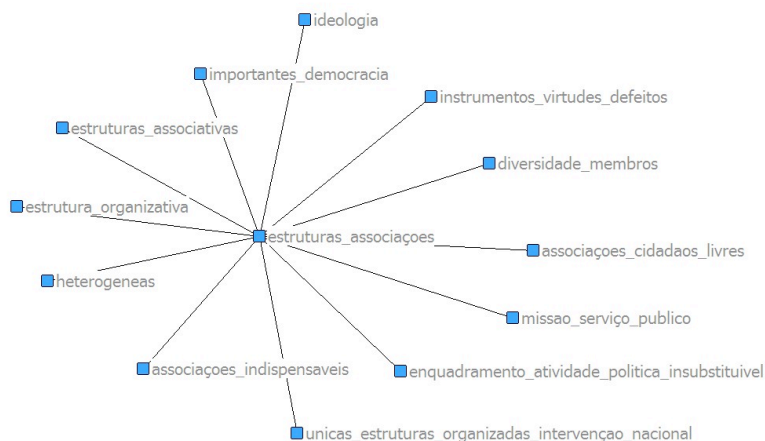 ideologia
importantes_democracia
instrumentos_virtudes_defeitos
estruturas_associativas
diversidade_membros
estrutura_organizativa
estruturas_associaçoes
associaçoes_cidadaos_livres
heterogeneas
missao_serviço_publico
associaçoes_indispensaveis
enquadramento_atividade_politica_insubstituivel
unicas_estruturas_organizadas_intervençao_nacional